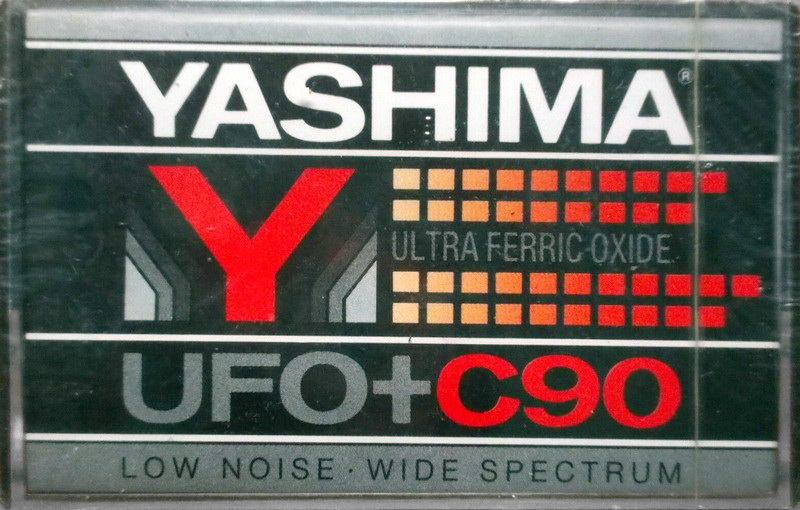 YASHIMA®
Y
ULTRA FERRIC OXIDE
UFO+C90
LOW NOISE · WIDE SPECTRUM